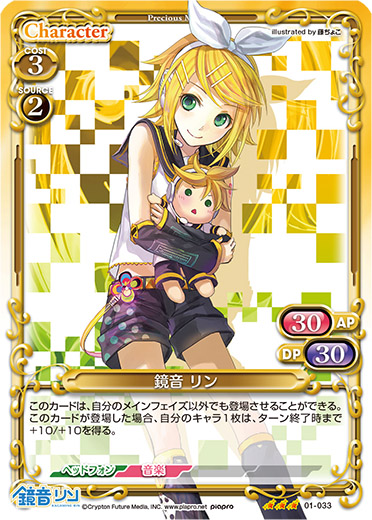 Precious M
Character
illustrated by ぽちょこ
COST
3
SOURCE
2
30 AP
DP 30
鏡音 リン
このカードは、自分のメインフェイズ以外でも登場させることができる。
このカードが登場した場合、自分のキャラ1枚は、ターン終了時まで
+10/+10を得る。
ヘッドフォン 音楽
鏡音リン
KAGAMINE RIN
©Crypton Future Media, INC. www.piapro.net piapro
01-033